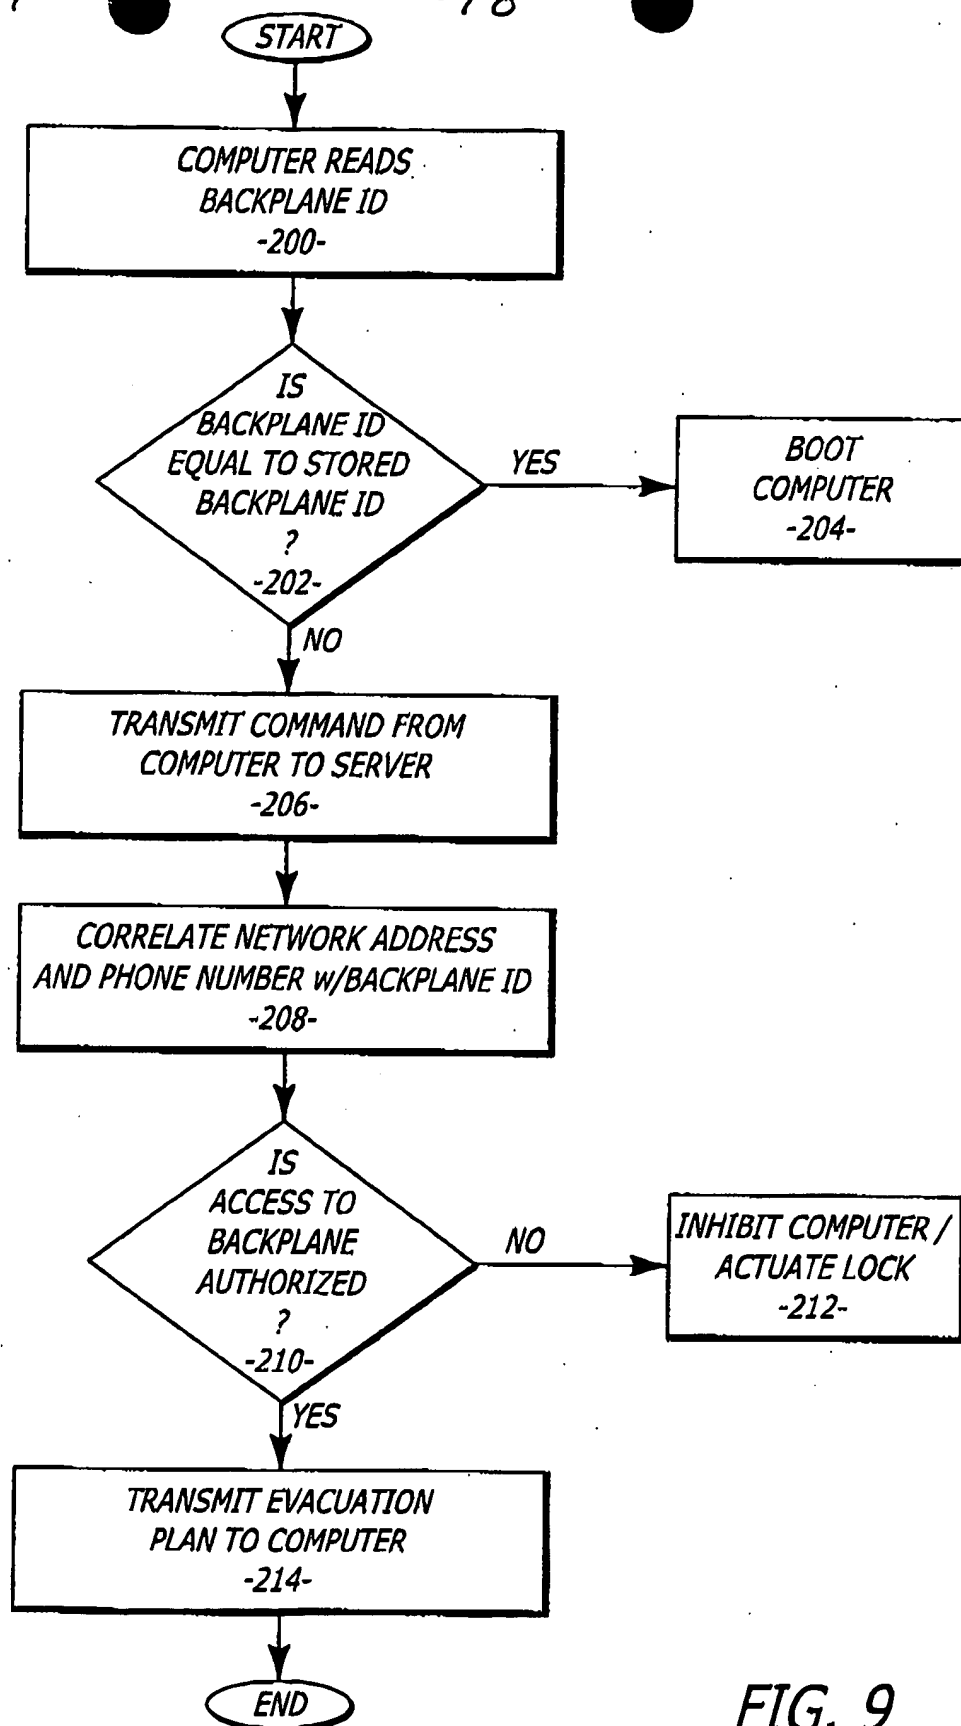 START
COMPUTER READS
BACKPLANE ID
-200-
IS
BACKPLANE ID
EQUAL TO STORED
BACKPLANE ID
?
-202-
YES
BOOT
COMPUTER
-204-
NO
TRANSMIT COMMAND FROM
COMPUTER TO SERVER
-206-
CORRELATE NETWORK ADDRESS
AND PHONE NUMBER w/BACKPLANE ID
-208-
IS
ACCESS TO
BACKPLANE
AUTHORIZED
?
-210-
NO
INHIBIT COMPUTER /
ACTUATE LOCK
-212-
YES
TRANSMIT EVACUATION
PLAN TO COMPUTER
-214-
END
FIG. 9